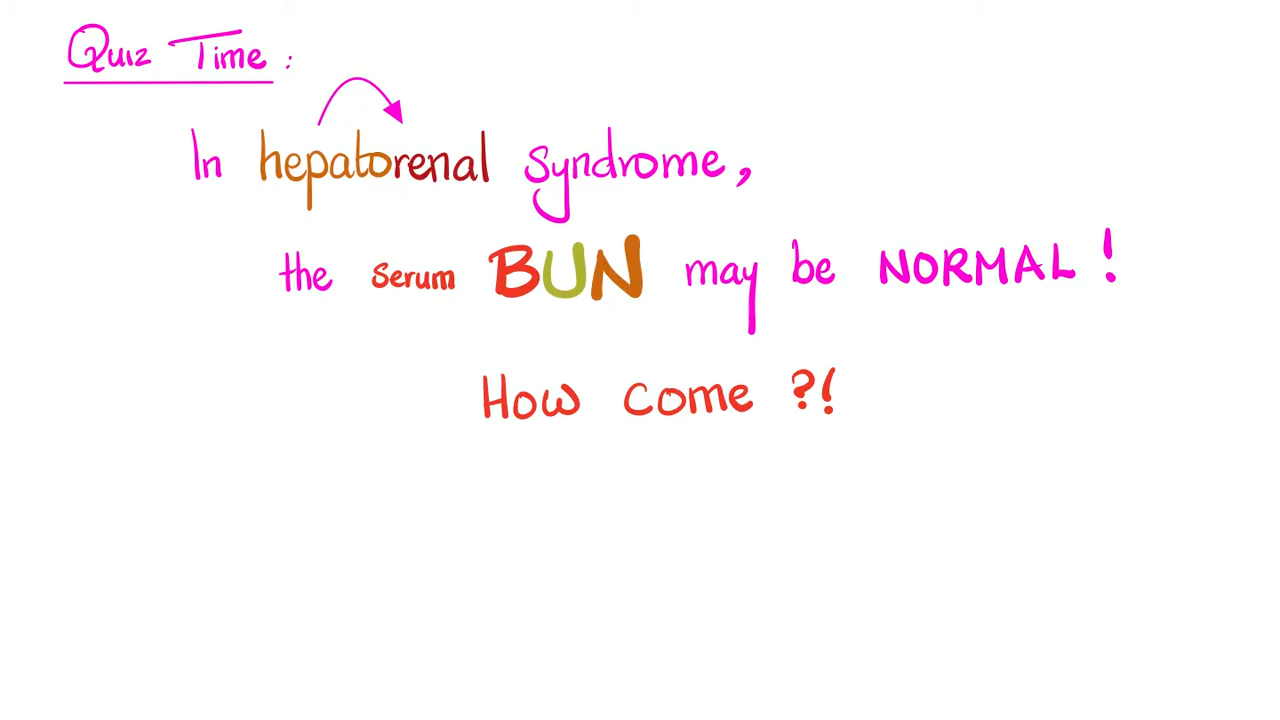 Quiz Time :
In hepatorenal syndrome,
the serum BUN may be NORMAL !
How come ?!